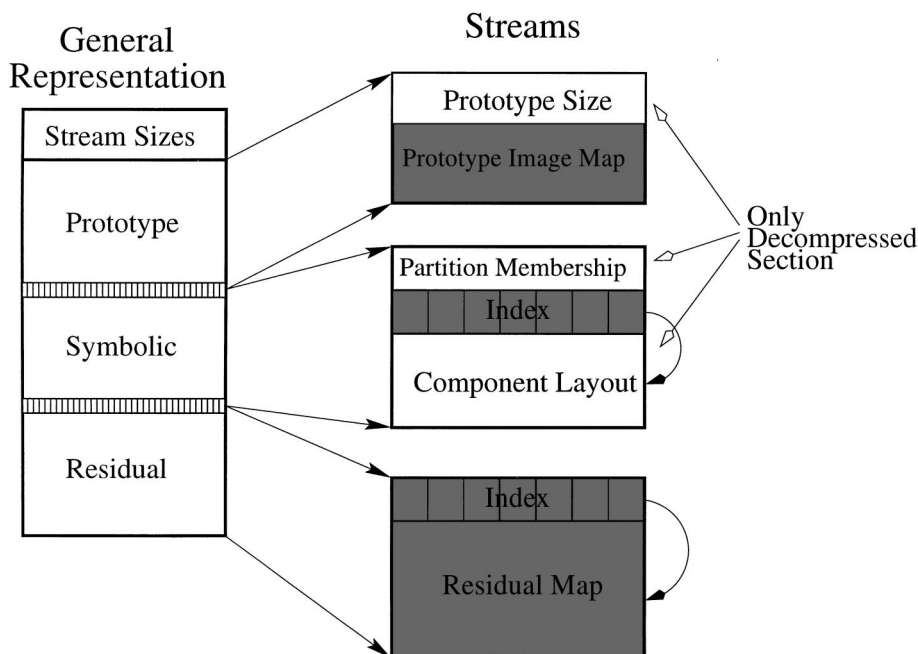 General
Representation
Stream Sizes
Prototype
Symbolic
Residual
Streams
Prototype Size
Prototype Image Map
Partition Membership
Index
Component Layout
Index
Residual Map
Only
Decompressed
Section